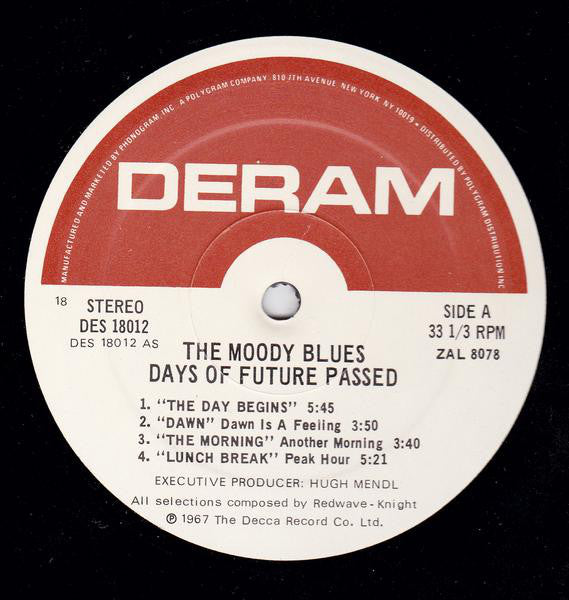 MANUFACTURED AND MARKETED BY PHONOGRAM, INC., A POLYGRAM COMPANY, 810 7TH AVENUE, NEW YORK, NY 10019 • DISTRIBUTED BY POLYGRAM DISTRIBUTION, INC.
DERAM
18 STEREO
DES 18012
DES 18012 AS
SIDE A
33 1/3 RPM
ZAL 8078
THE MOODY BLUES
DAYS OF FUTURE PASSED
1. "THE DAY BEGINS" 5:45
2. "DAWN" Dawn Is A Feeling 3:50
3. "THE MORNING" Another Morning 3:40
4. "LUNCH BREAK" Peak Hour 5:21
EXECUTIVE PRODUCER: HUGH MENDL
All selections composed by Redwave-Knight
℗ 1967 The Decca Record Co. Ltd.